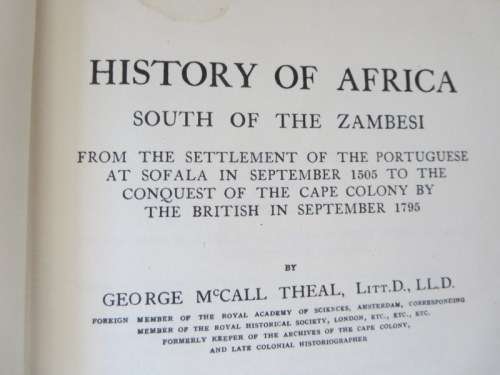 HISTORY OF AFRICA
SOUTH OF THE ZAMBESI
FROM THE SETTLEMENT OF THE PORTUGUESE
AT SOFALA IN SEPTEMBER 1505 TO THE
CONQUEST OF THE CAPE COLONY BY
THE BRITISH IN SEPTEMBER 1795
BY
GEORGE McCALL THEAL, LITT.D., LL.D.
FOREIGN MEMBER OF THE ROYAL ACADEMY OF SCIENCES, AMSTERDAM, CORRESPONDING
MEMBER OF THE ROYAL HISTORICAL SOCIETY, LONDON, ETC., ETC., ETC.
FORMERLY KEEPER OF THE ARCHIVES OF THE CAPE COLONY,
AND LATE COLONIAL HISTORIOGRAPHER